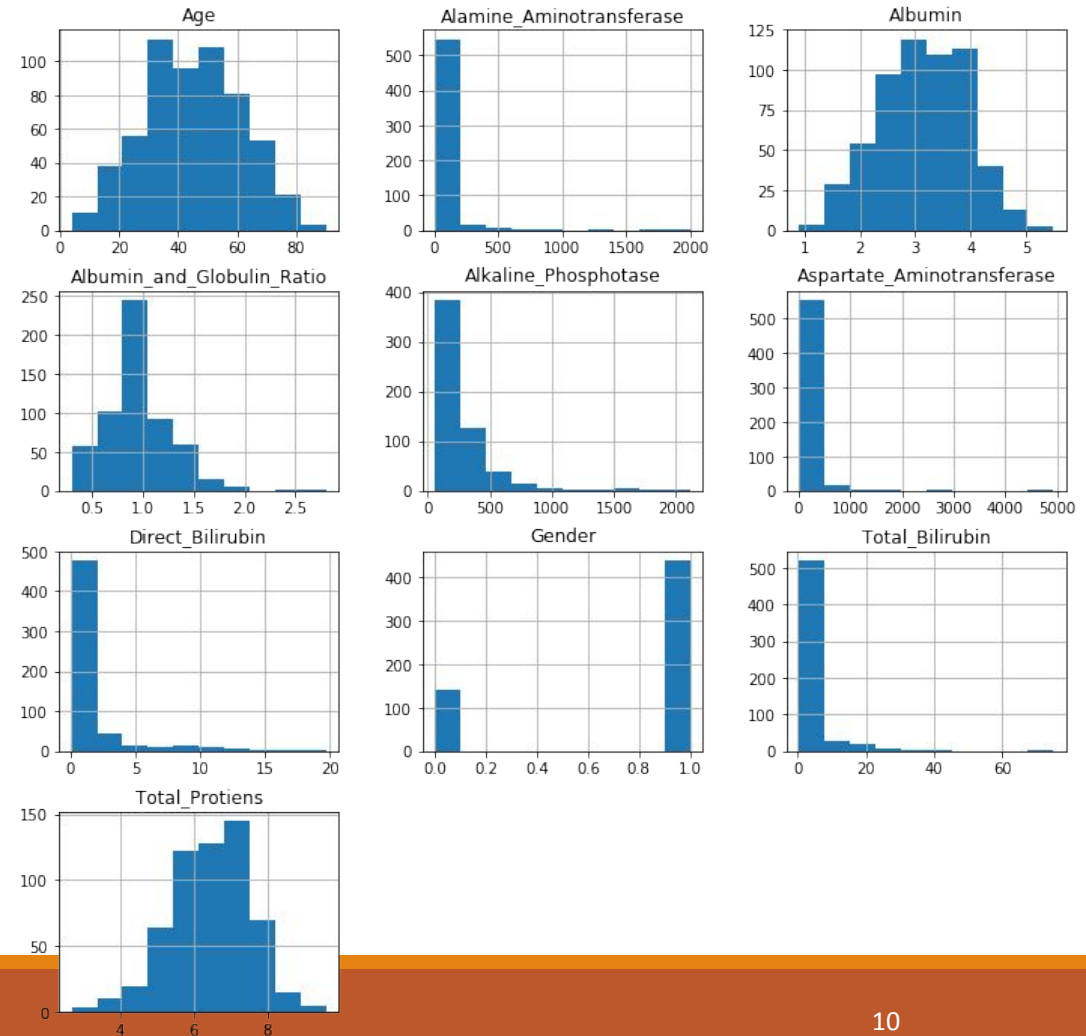 Age
100
80
60
40
20
0
0 20 40 60 80
Alamine_Aminotransferase
500
400
300
200
100
0
0 500 1000 1500 2000
Albumin
125
100
75
50
25
0
1 2 3 4 5
Albumin_and_Globulin_Ratio
250
200
150
100
50
0
0.5 1.0 1.5 2.0 2.5
Alkaline_Phosphotase
400
300
200
100
0
0 500 1000 1500 2000
Aspartate_Aminotransferase
500
400
300
200
100
0
0 1000 2000 3000 4000 5000
Direct_Bilirubin
500
400
300
200
100
0
0 5 10 15 20
Gender
400
300
200
100
0
0.0 0.2 0.4 0.6 0.8 1.0
Total_Bilirubin
500
400
300
200
100
0
0 20 40 60
Total_Protiens
150
100
50
0
4 6 8
10